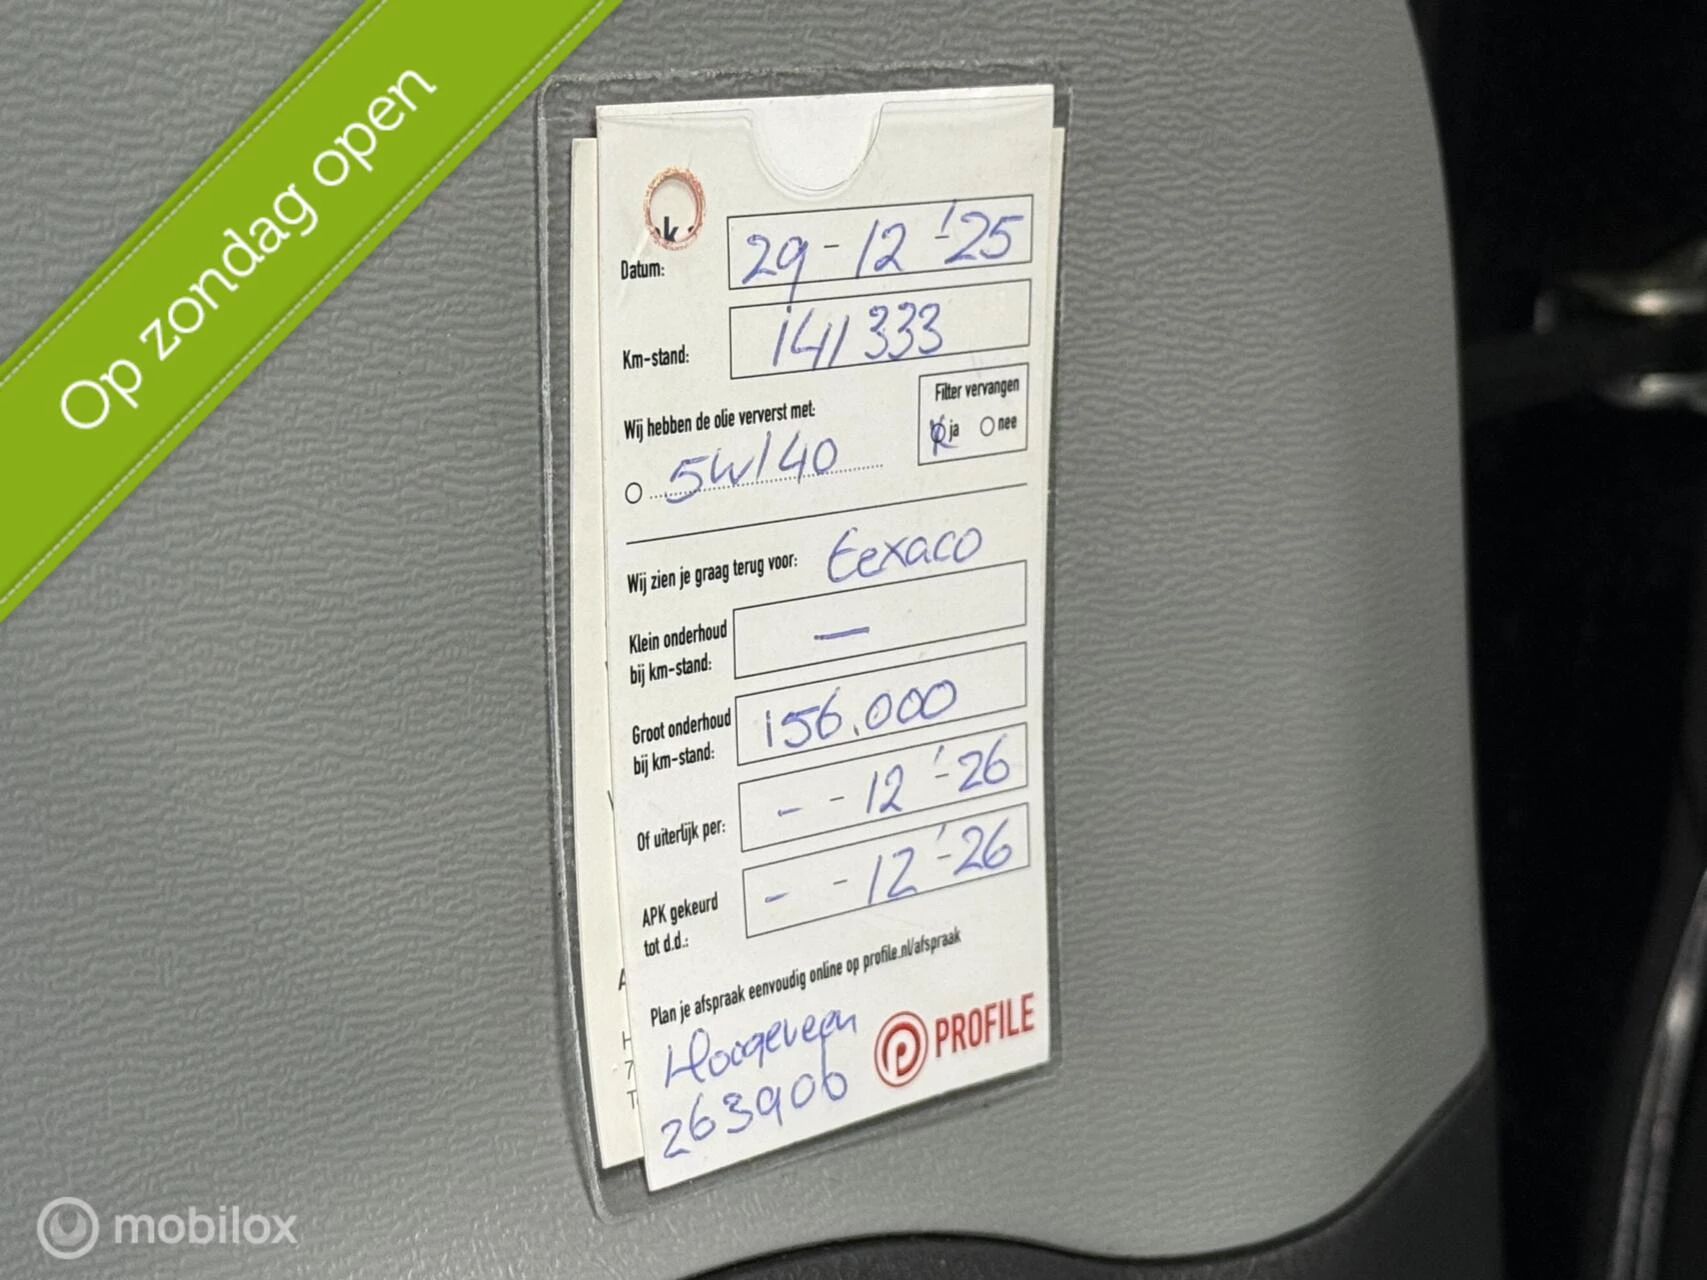 Op zondag open
Datum: 29-12-'25
Km-stand: 141333
Filter vervangen
ja nee
Wij hebben de olie ververst met:
5W/40
Wij zien je graag terug voor: texaco
Klein onderhoud
bij km-stand: —
Groot onderhoud
bij km-stand: 156.000
Of uiterlijk per: - - 12 -'26
APK gekeurd
tot d.d.: - - 12 -'26
Plan je afspraak eenvoudig online op profile.nl/afspraak
Hoogeveen
263906
PROFILE
mobilox